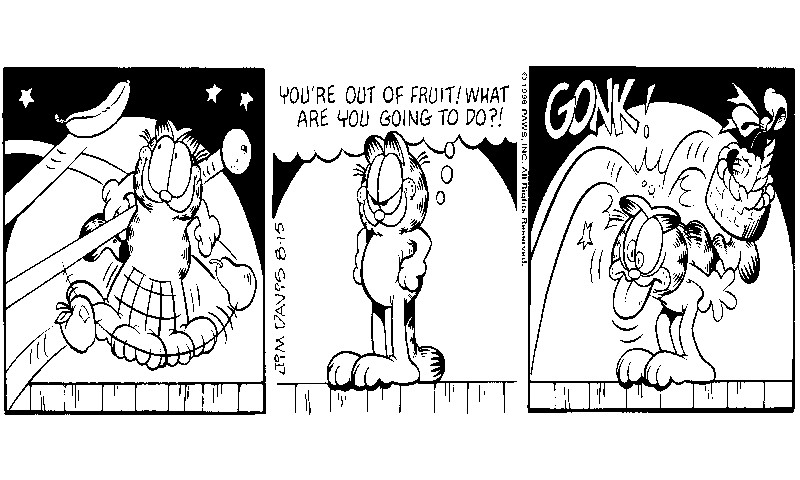 YOU'RE OUT OF FRUIT! WHAT
ARE YOU GOING TO DO?!
JIM DAVIS 8·15
© 1996 PAWS, INC. All Rights Reserved.
GONK!